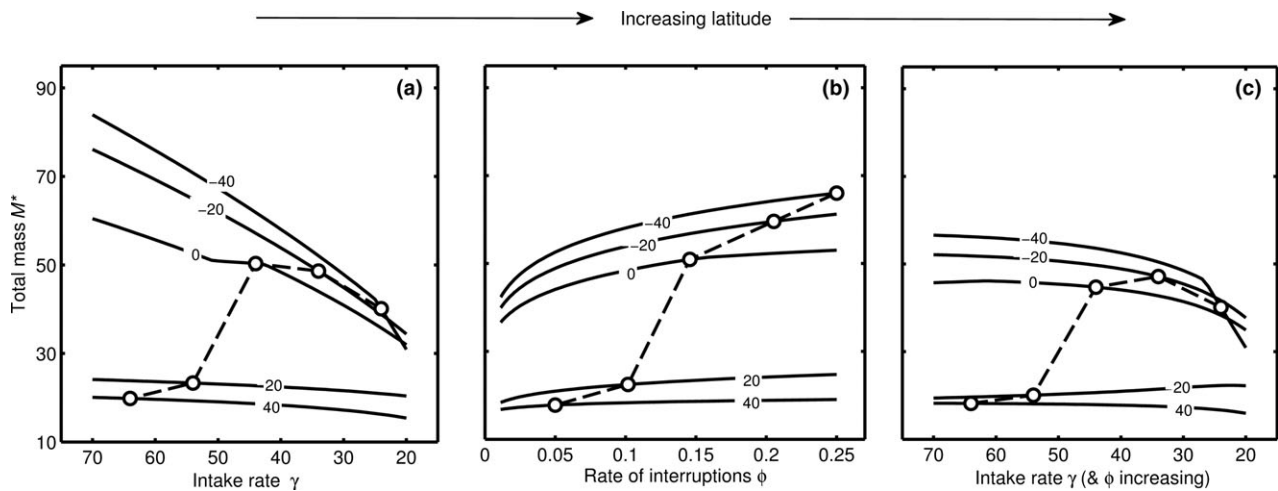 Increasing latitude
Total mass M*
90
70
50
30
10
(a)
−40
−20
0
20
40
70 60 50 40 30 20
Intake rate γ
(b)
−40
−20
0
20
40
0 0.05 0.1 0.15 0.2 0.25
Rate of interruptions ϕ
(c)
−40
−20
0
−20
40
70 60 50 40 30 20
Intake rate γ (& ϕ increasing)